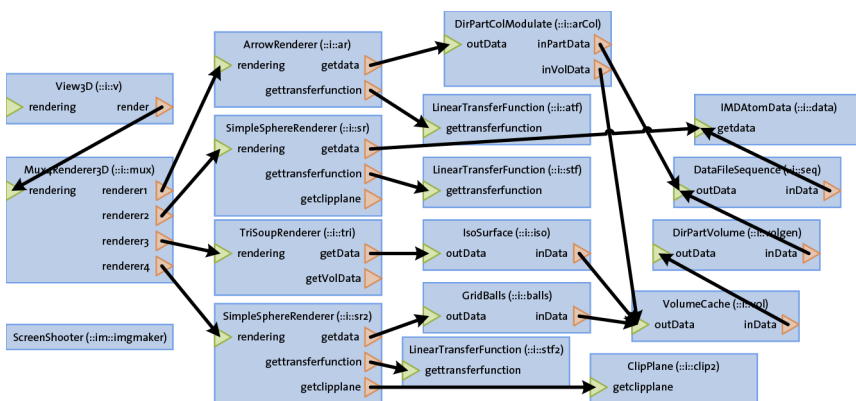 View3D (::i::v)
rendering render
Mux4Renderer3D (::i::mux)
rendering renderer1
renderer2
renderer3
renderer4
ScreenShooter (::im::imgmaker)
ArrowRenderer (::i::ar)
rendering getdata
gettransferfunction
SimpleSphereRenderer (::i::sr)
rendering getdata
gettransferfunction
getclipplane
TriSoupRenderer (::i::tri)
rendering getData
getVolData
SimpleSphereRenderer (::i::sr2)
rendering getdata
gettransferfunction
getclipplane
DirPartColModulate (::i::arCol)
outData inPartData
inVolData
LinearTransferFunction (::i::atf)
gettransferfunction
LinearTransferFunction (::i::stf)
gettransferfunction
IsoSurface (::i::iso)
outData inData
GridBalls (::i::balls)
outData inData
LinearTransferFunction (::i::stf2)
gettransferfunction
ClipPlane (::i::clip2)
getclipplane
IMDAtomData (::i::data)
getdata
DataFileSequence (::i::seq)
outData inData
DirPartVolume (::i::volgen)
outData inData
VolumeCache (::i::vol)
outData inData